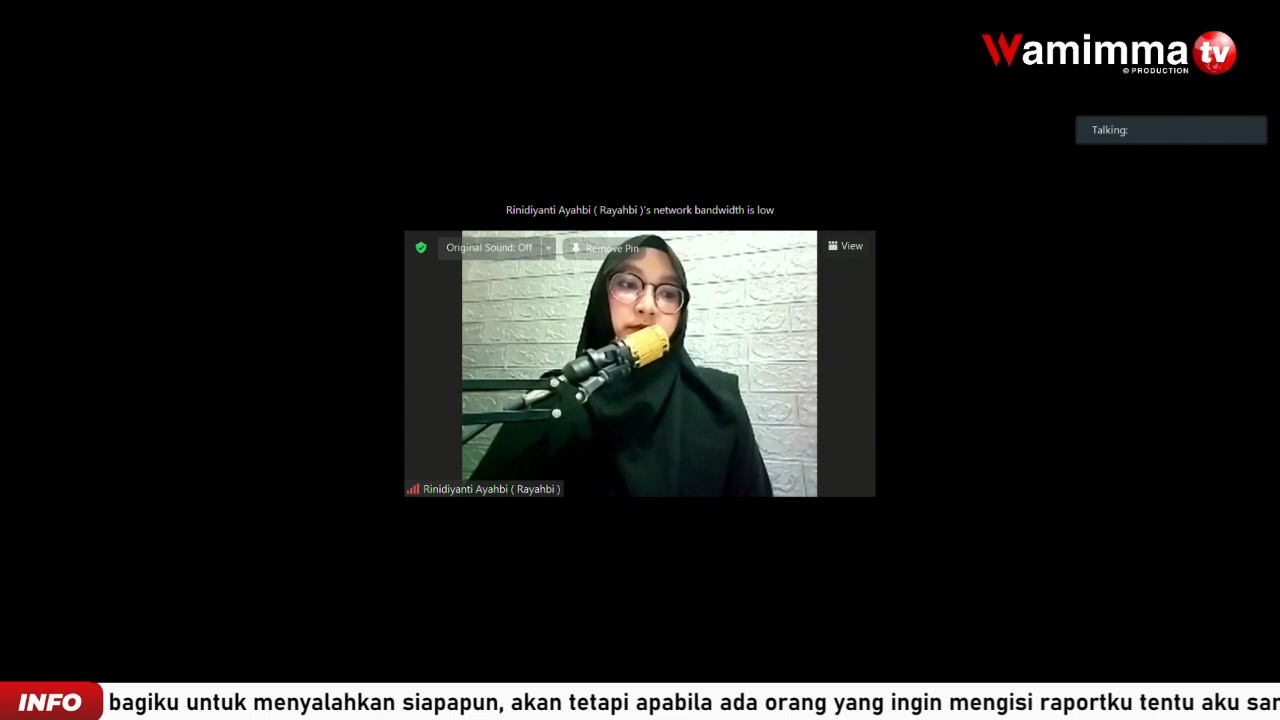 Wamimma tv
© PRODUCTION
Talking:
Rinidiyanti Ayahbi ( Rayahbi )'s network bandwidth is low
Original Sound: Off
Remove Pin
View
Rinidiyanti Ayahbi ( Rayahbi )
INFO
bagiku untuk menyalahkan siapapun, akan tetapi apabila ada orang yang ingin mengisi raportku tentu aku san